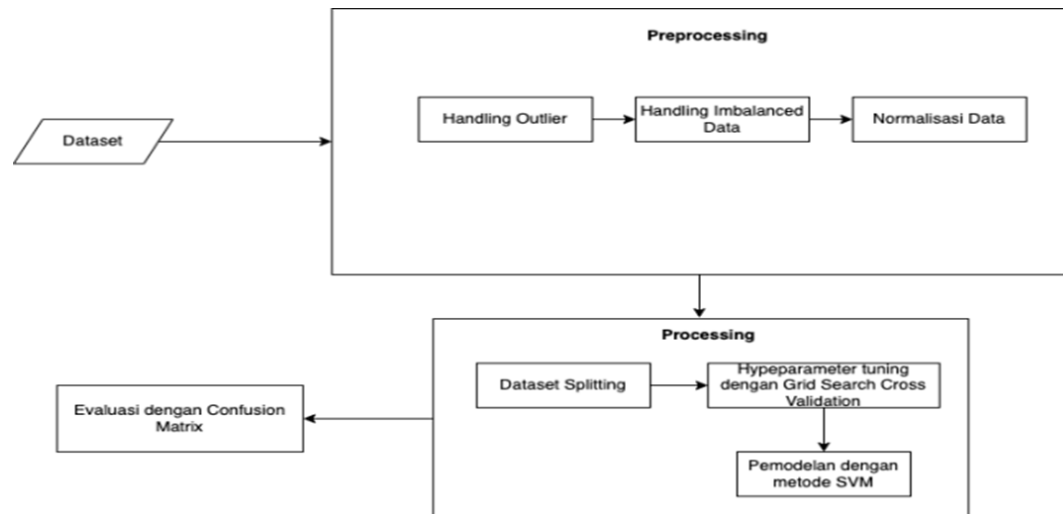 Preprocessing
Handling Outlier
Handling Imbalanced
Data
Normalisasi Data
Dataset
Processing
Dataset Splitting
Hypeparameter tuning
dengan Grid Search Cross
Validation
Evaluasi dengan Confusion
Matrix
Pemodelan dengan
metode SVM